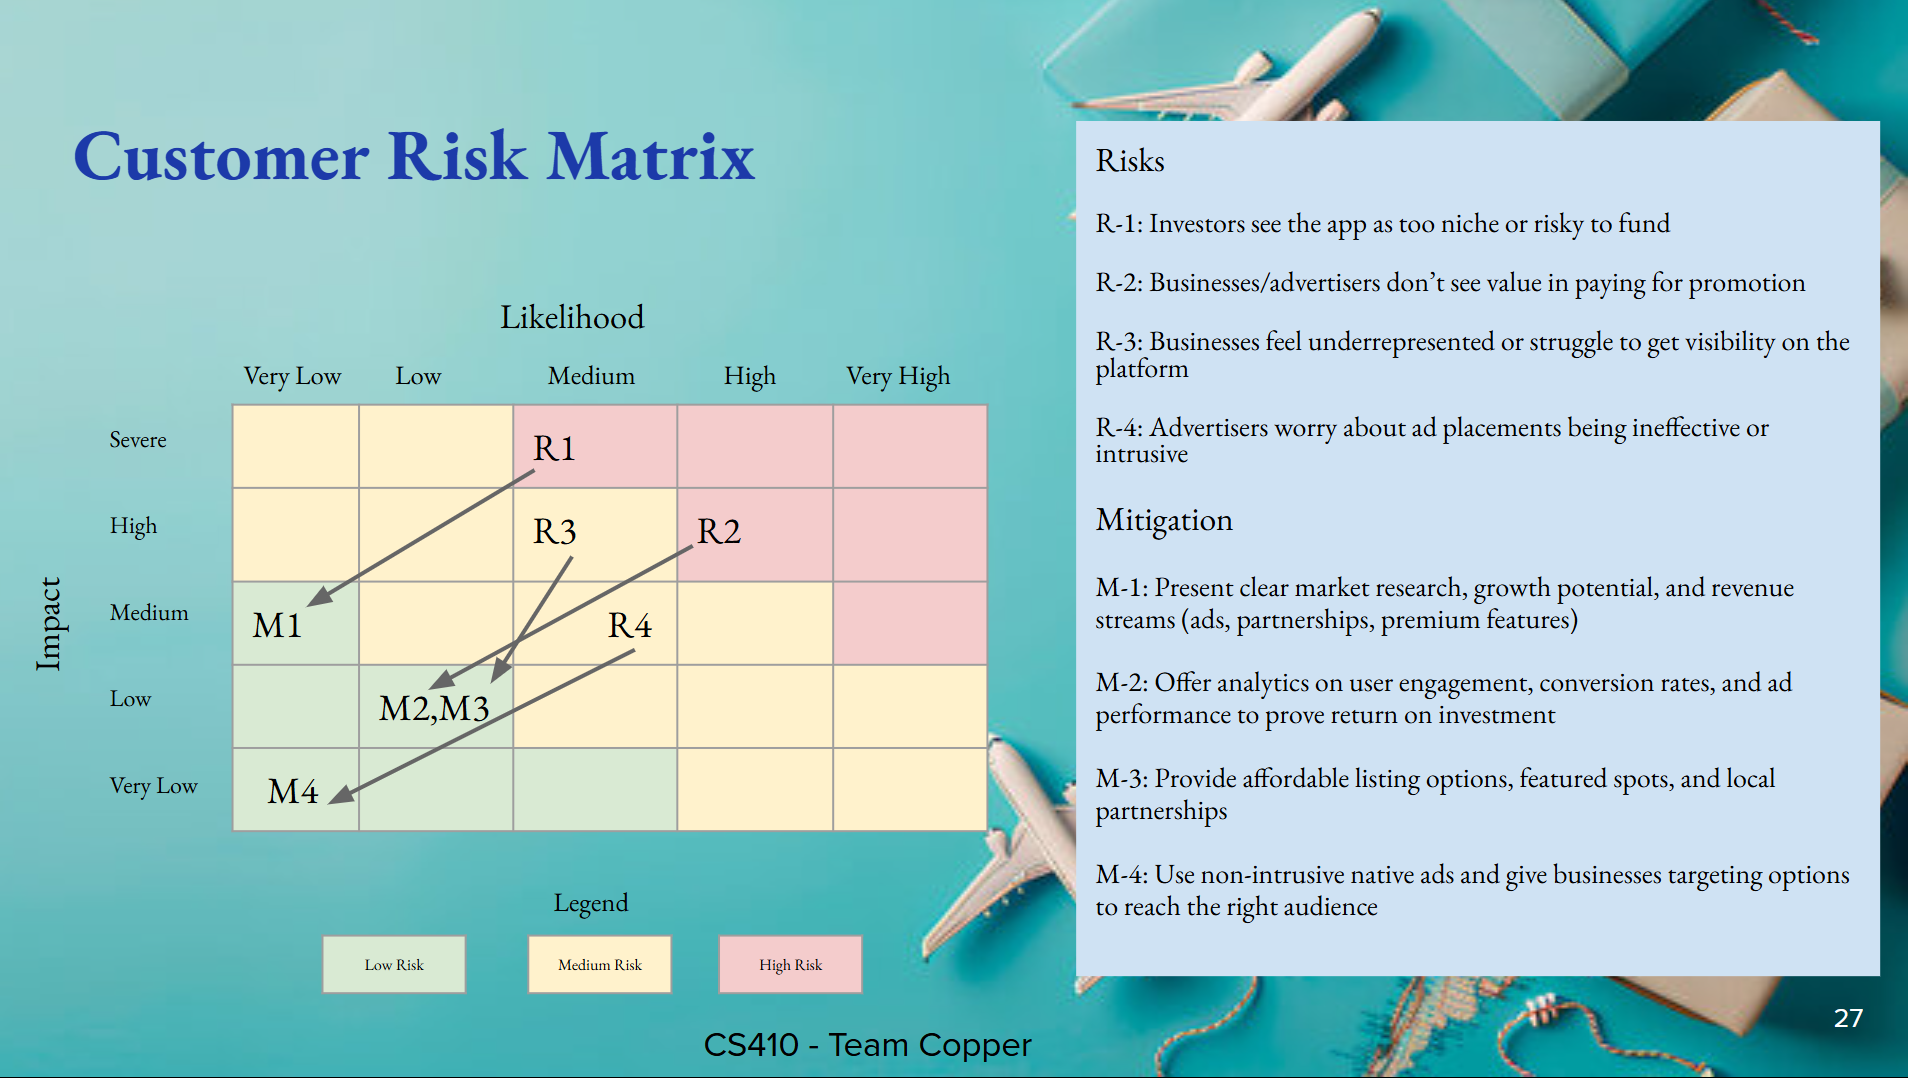 Customer Risk Matrix
Likelihood
Very Low Low Medium High Very High
Impact
Severe R1
High R3 R2
Medium M1 R4
Low M2,M3
Very Low M4
Legend
Low Risk Medium Risk High Risk
Risks
R-1: Investors see the app as too niche or risky to fund
R-2: Businesses/advertisers don’t see value in paying for promotion
R-3: Businesses feel underrepresented or struggle to get visibility on the
platform
R-4: Advertisers worry about ad placements being ineffective or
intrusive
Mitigation
M-1: Present clear market research, growth potential, and revenue
streams (ads, partnerships, premium features)
M-2: Offer analytics on user engagement, conversion rates, and ad
performance to prove return on investment
M-3: Provide affordable listing options, featured spots, and local
partnerships
M-4: Use non-intrusive native ads and give businesses targeting options
to reach the right audience
CS410 - Team Copper
27